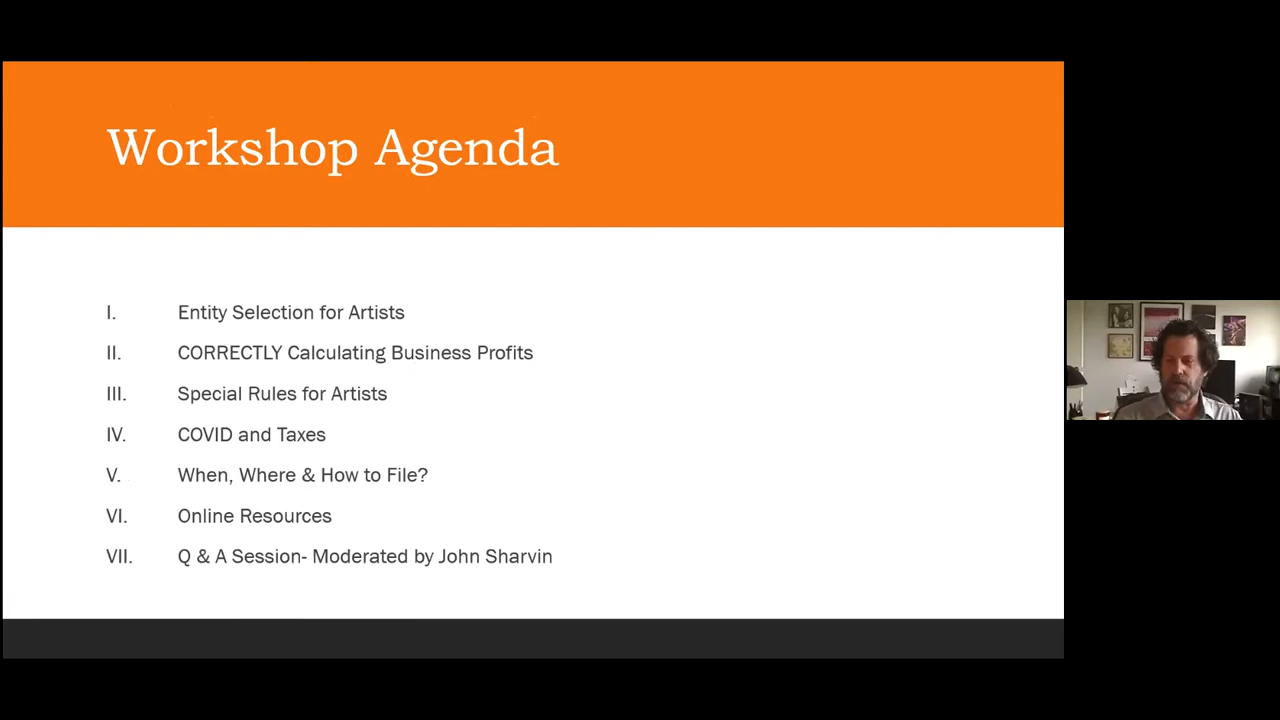 Workshop Agenda
I. Entity Selection for Artists
II. CORRECTLY Calculating Business Profits
III. Special Rules for Artists
IV. COVID and Taxes
V. When, Where & How to File?
VI. Online Resources
VII. Q & A Session- Moderated by John Sharvin